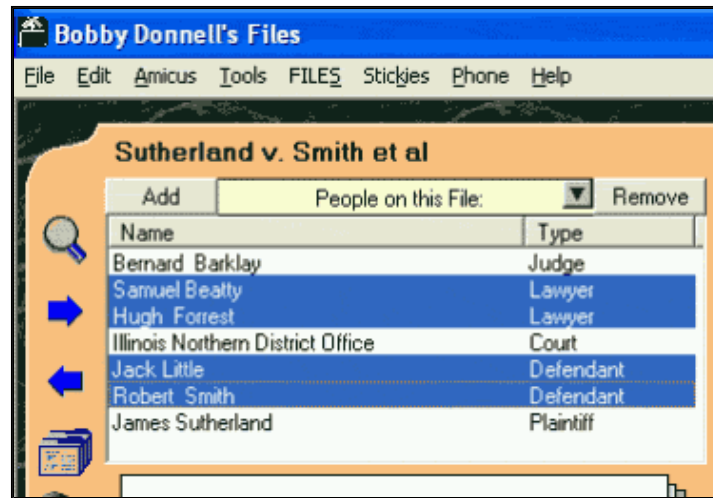 Bobby Donnell's Files
File Edit Amicus Tools FILES Stickies Phone Help
Sutherland v. Smith et al
Add People on this File: Remove
Name Type
Bernard Barklay Judge
Samuel Beatty Lawyer
Hugh Forrest Lawyer
Illinois Northern District Office Court
Jack Little Defendant
Robert Smith Defendant
James Sutherland Plaintiff